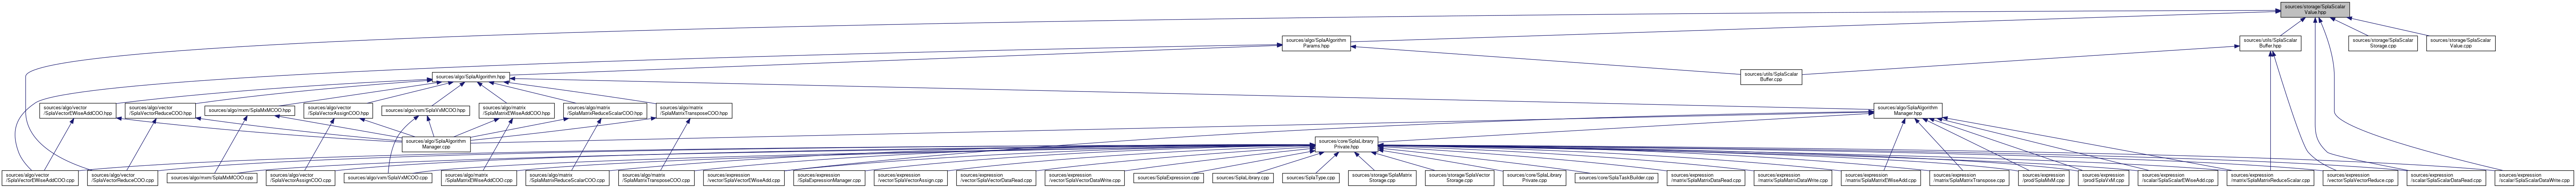 sources/storage/SplaScalar
Value.hpp
sources/algo/SplaAlgorithm
Params.hpp
sources/utils/SplaScalar
Buffer.hpp
sources/storage/SplaScalar
Storage.cpp
sources/storage/SplaScalar
Value.cpp
sources/algo/SplaAlgorithm.hpp
sources/utils/SplaScalar
Buffer.cpp
sources/algo/vector
/SplaVectorEWiseAddCOO.hpp
sources/algo/vector
/SplaVectorReduceCOO.hpp
sources/algo/mxm/SplaMxMCOO.hpp
sources/algo/vector
/SplaVectorAssignCOO.hpp
sources/algo/vxm/SplaVxMCOO.hpp
sources/algo/matrix
/SplaMatrixEWiseAddCOO.hpp
sources/algo/matrix
/SplaMatrixReduceScalarCOO.hpp
sources/algo/matrix
/SplaMatrixTransposeCOO.hpp
sources/algo/SplaAlgorithm
Manager.hpp
sources/algo/SplaAlgorithm
Manager.cpp
sources/core/SplaLibrary
Private.hpp
sources/algo/vector
/SplaVectorEWiseAddCOO.cpp
sources/algo/vector
/SplaVectorReduceCOO.cpp
sources/algo/mxm/SplaMxMCOO.cpp
sources/algo/vector
/SplaVectorAssignCOO.cpp
sources/algo/vxm/SplaVxMCOO.cpp
sources/algo/matrix
/SplaMatrixEWiseAddCOO.cpp
sources/algo/matrix
/SplaMatrixReduceScalarCOO.cpp
sources/algo/matrix
/SplaMatrixTransposeCOO.cpp
sources/expression
/vector/SplaVectorEWiseAdd.cpp
sources/expression
/SplaExpressionManager.cpp
sources/expression
/vector/SplaVectorAssign.cpp
sources/expression
/vector/SplaVectorDataRead.cpp
sources/expression
/vector/SplaVectorDataWrite.cpp
sources/SplaExpression.cpp
sources/SplaLibrary.cpp
sources/SplaType.cpp
sources/storage/SplaMatrix
Storage.cpp
sources/storage/SplaVector
Storage.cpp
sources/core/SplaLibrary
Private.cpp
sources/core/SplaTaskBuilder.cpp
sources/expression
/matrix/SplaMatrixDataRead.cpp
sources/expression
/matrix/SplaMatrixDataWrite.cpp
sources/expression
/matrix/SplaMatrixEWiseAdd.cpp
sources/expression
/matrix/SplaMatrixTranspose.cpp
sources/expression
/prod/SplaMxM.cpp
sources/expression
/prod/SplaVxM.cpp
sources/expression
/scalar/SplaScalarEWiseAdd.cpp
sources/expression
/matrix/SplaMatrixReduceScalar.cpp
sources/expression
/vector/SplaVectorReduce.cpp
sources/expression
/scalar/SplaScalarDataRead.cpp
sources/expression
/scalar/SplaScalarDataWrite.cpp